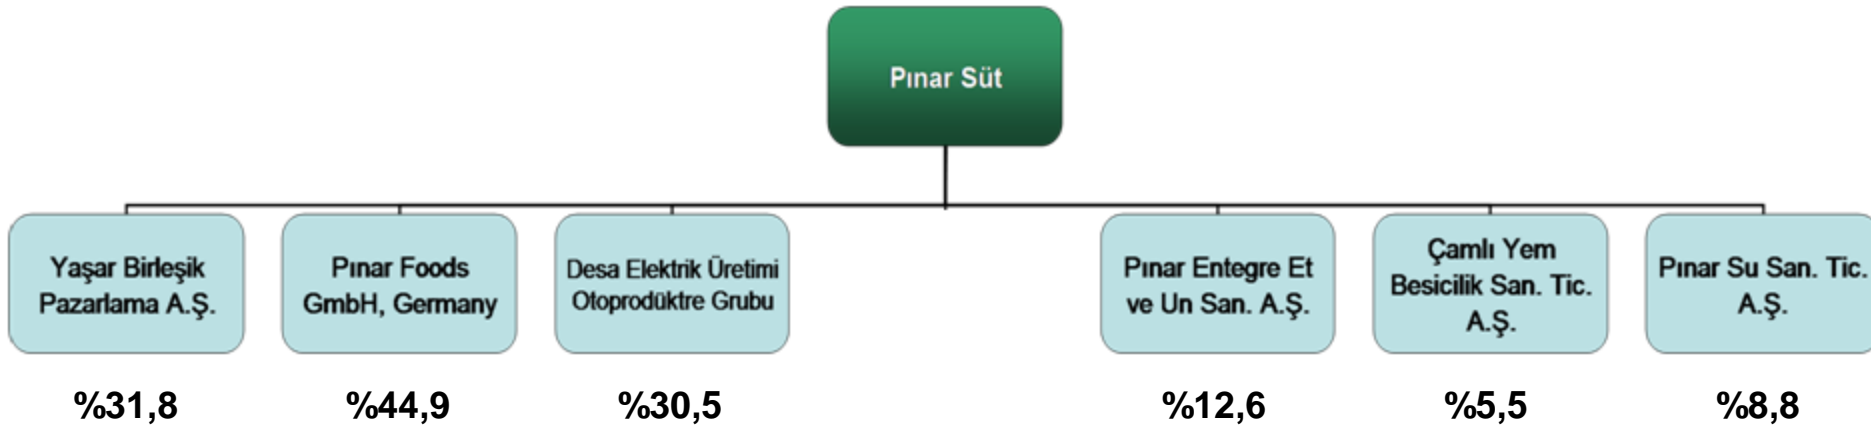 Pınar Süt
Yaşar Birleşik
Pazarlama A.Ş.
Pınar Foods
GmbH, Germany
Desa Elektrik Üretimi
Otoprodüktre Grubu
Pınar Entegre Et
ve Un San. A.Ş.
Çamlı Yem
Besicilik San. Tic.
A.Ş.
Pınar Su San. Tic.
A.Ş.
%31,8
%44,9
%30,5
%12,6
%5,5
%8,8